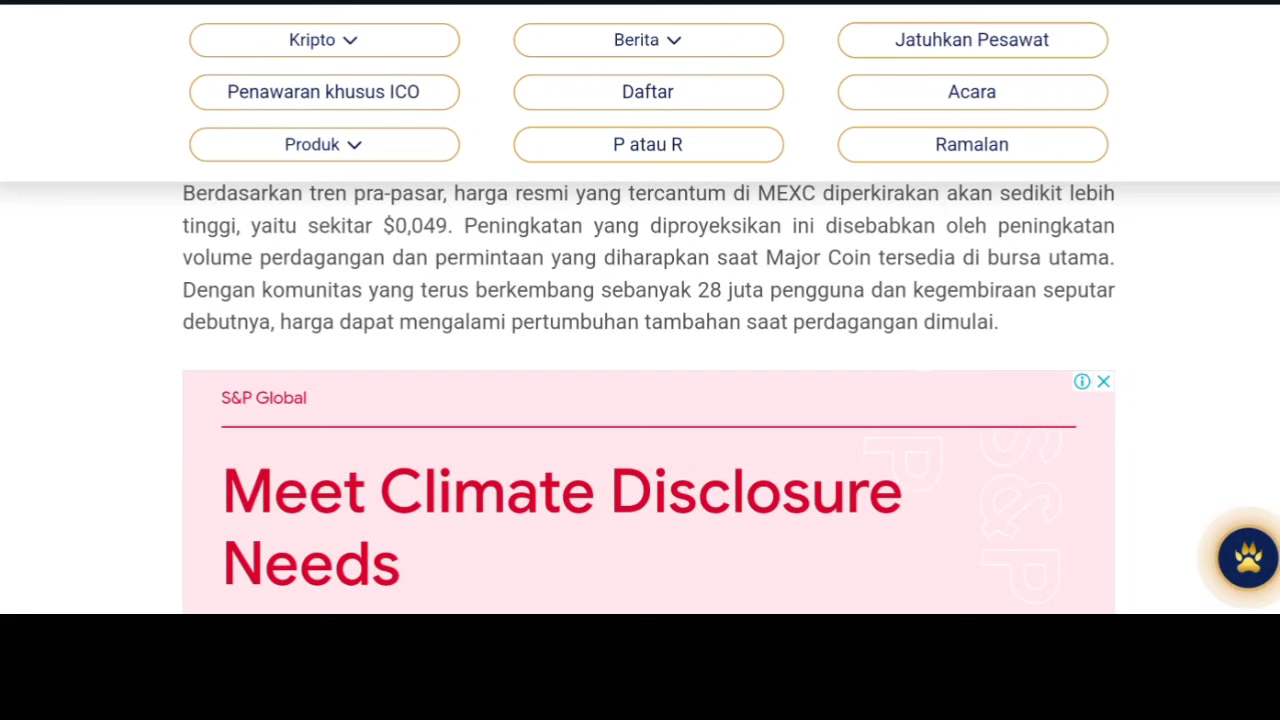 Kripto
Berita
Jatuhkan Pesawat
Penawaran khusus ICO
Daftar
Acara
Produk
P atau R
Ramalan
Berdasarkan tren pra-pasar, harga resmi yang tercantum di MEXC diperkirakan akan sedikit lebih
tinggi, yaitu sekitar $0,049. Peningkatan yang diproyeksikan ini disebabkan oleh peningkatan
volume perdagangan dan permintaan yang diharapkan saat Major Coin tersedia di bursa utama.
Dengan komunitas yang terus berkembang sebanyak 28 juta pengguna dan kegembiraan seputar
debutnya, harga dapat mengalami pertumbuhan tambahan saat perdagangan dimulai.
S&P Global
Meet Climate Disclosure
Needs
S&P
P